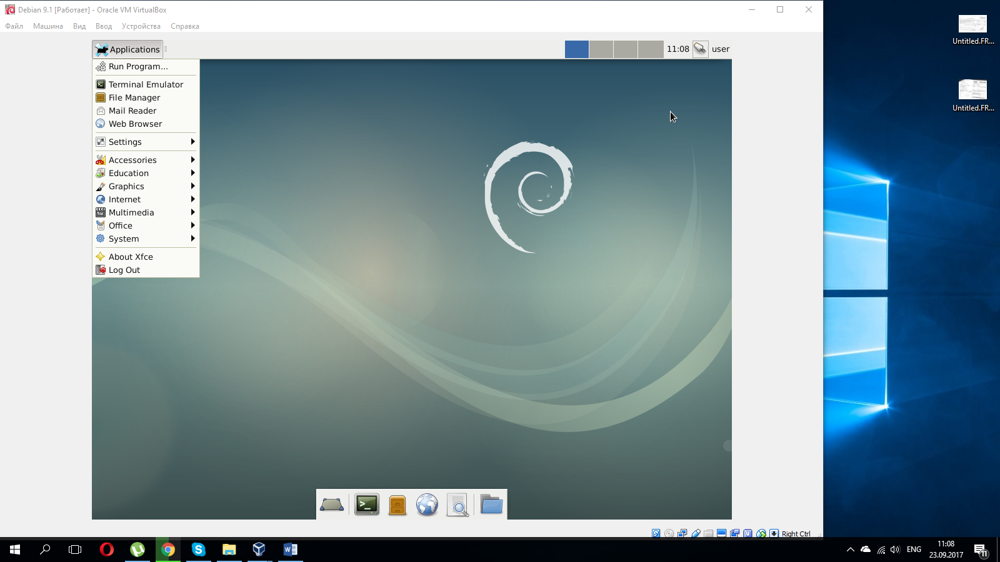 Debian 9.1 [Работает] - Oracle VM VirtualBox
Файл Машина Вид Ввод Устройства Справка
Applications 11:08 user
Run Program...
Terminal Emulator
File Manager
Mail Reader
Web Browser
Settings
Accessories
Education
Graphics
Internet
Multimedia
Office
System
About Xfce
Log Out
Untitled.FR...
Untitled.FR...
Right Ctrl
ENG
11:08
23.09.2017
11